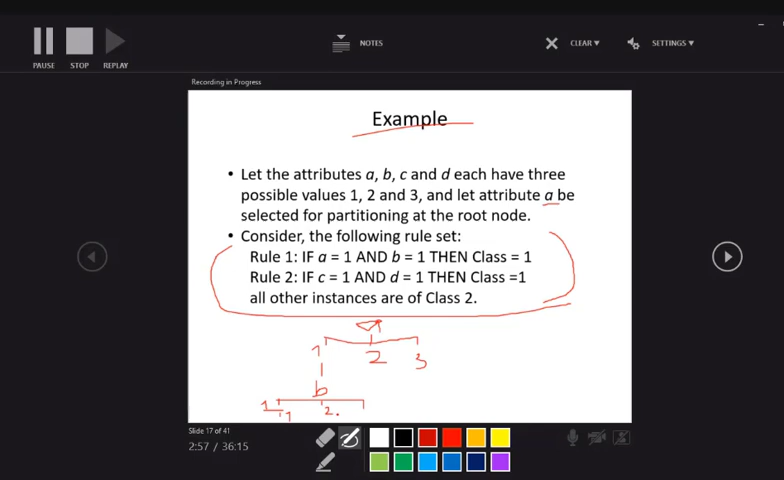 PAUSE STOP REPLAY
NOTES
CLEAR
SETTINGS
Recording in Progress
Example
• Let the attributes a, b, c and d each have three
possible values 1, 2 and 3, and let attribute a be
selected for partitioning at the root node.
• Consider, the following rule set:
Rule 1: IF a = 1 AND b = 1 THEN Class = 1
Rule 2: IF c = 1 AND d = 1 THEN Class =1
all other instances are of Class 2.
a
1 2 3
b
1 1 2.
Slide 17 of 41
2:57 / 36:15